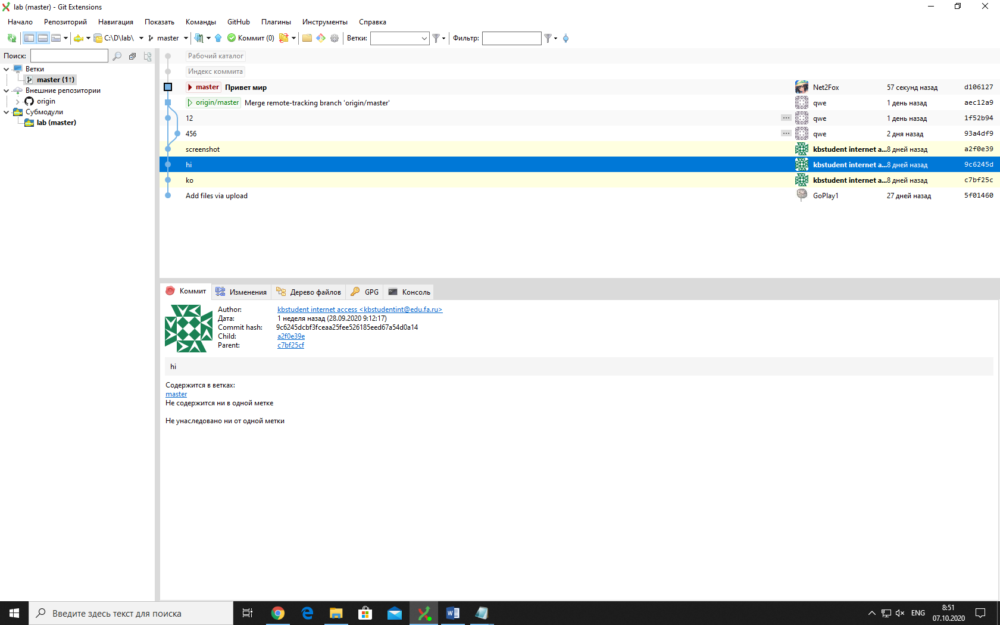 lab (master) - Git Extensions
Начало Репозиторий Навигация Показать Команды GitHub Плагины Инструменты Справка
C:\D\lab\ master Коммит (0) Ветки: Фильтр:
Поиск:
Ветки
master (1↑)
Внешние репозитории
origin
Субмодули
lab (master)
Рабочий каталог
Индекс коммита
master Привет мир Net2Fox 57 секунд назад d106127
origin/master Merge remote-tracking branch 'origin/master' qwe 1 день назад aec12a9
12 ... qwe 1 день назад 1f52b94
456 ... qwe 2 дня назад 93a4df9
screenshot kbstudent internet a...8 дней назад a2f0e39
hi kbstudent internet a...8 дней назад 9c6245d
ko kbstudent internet a...8 дней назад c7bf25c
Add files via upload GoPlay1 27 дней назад 5f01460
Коммит Изменения Дерево файлов GPG Консоль
Author: kbstudent internet access <kbstudentint@edu.fa.ru>
Дата: 1 неделя назад (28.09.2020 9:12:17)
Commit hash: 9c6245dcbf3fceaa25fee526185eed67a54d0a14
Child: a2f0e39e
Parent: c7bf25cf
hi
Содержится в ветках:
master
Не содержится ни в одной метке
Не унаследовано ни от одной метки
Введите здесь текст для поиска
ENG
8:51
07.10.2020